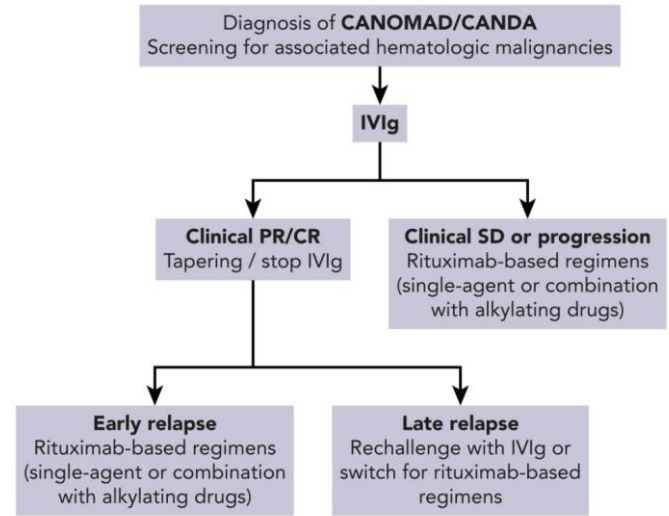 Diagnosis of CANOMAD/CANDA
Screening for associated hematologic malignancies
IVIg
Clinical PR/CR
Tapering / stop IVIg
Clinical SD or progression
Rituximab-based regimens
(single-agent or combination
with alkylating drugs)
Early relapse
Rituximab-based regimens
(single-agent or combination
with alkylating drugs)
Late relapse
Rechallenge with IVIg or
switch for rituximab-based
regimens